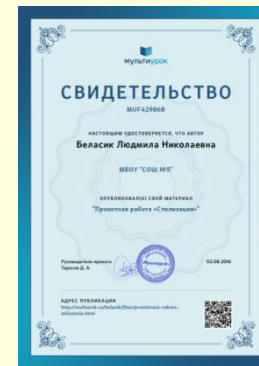 мультиурок
СВИДЕТЕЛЬСТВО
MUF429868
НАСТОЯЩИМ УДОСТОВЕРЯЕТСЯ, ЧТО АВТОР
Беласик Людмила Николаевна
МБОУ "СОШ №5"
ОПУБЛИКОВАЛ(А) СВОЙ МАТЕРИАЛ
"Проектная работа «Стилизация»"
Руководитель проекта
Тарасов Д. А.
02.08.2016
АДРЕС ПУБЛИКАЦИИ